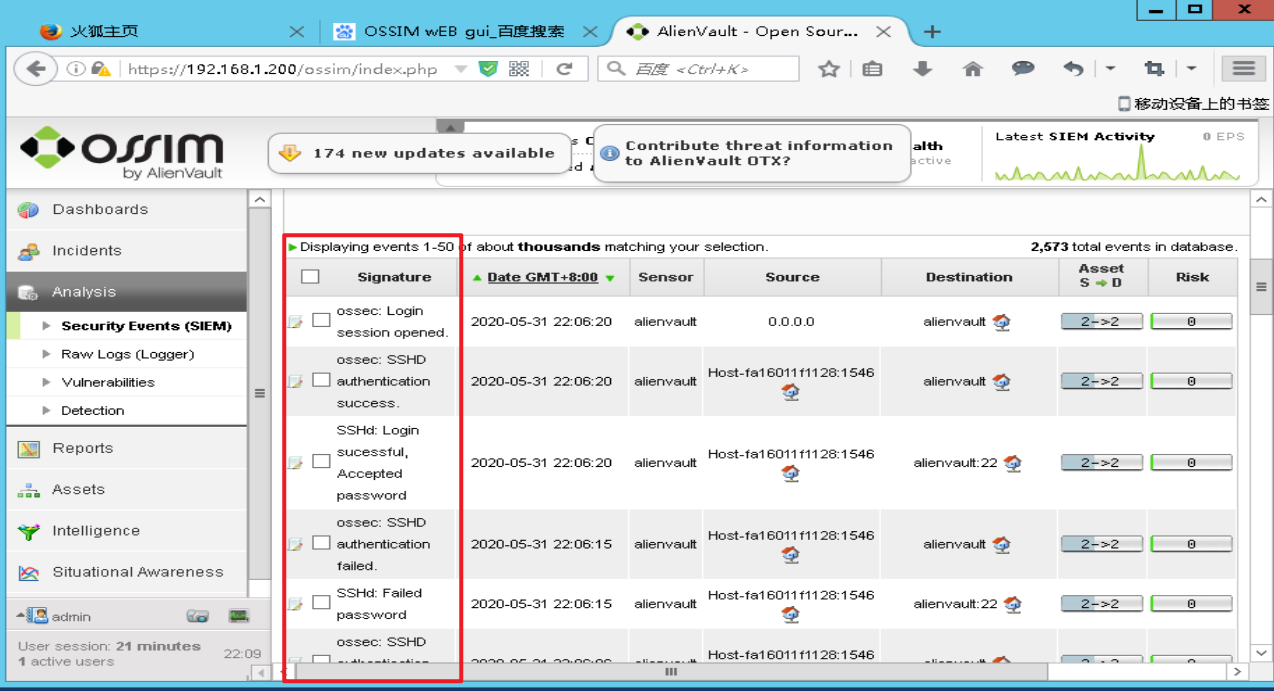 火狐主页
OSSIM wEB gui_百度搜索
AlienVault - Open Sour...
https://192.168.1.200/ossim/index.php
百度 <Ctrl+K>
移动设备上的书签
OSSIM
by AlienVault
174 new updates available
Contribute threat information
to AlienVault OTX?
Latest SIEM Activity
0 EPS
Dashboards
Incidents
Analysis
Security Events (SIEM)
Raw Logs (Logger)
Vulnerabilities
Detection
Reports
Assets
Intelligence
Situational Awareness
admin
User session: 21 minutes
1 active users
22:09
Displaying events 1-50 of about thousands matching your selection.
2,573 total events in database.
Signature
Date GMT+8:00
Sensor
Source
Destination
Asset
S D
Risk
ossec: Login
session opened.
2020-05-31 22:06:20
alienvault
0.0.0.0
alienvault
2->2
0
ossec: SSHD
authentication
success.
2020-05-31 22:06:20
alienvault
Host-fa16011f1128:1546
alienvault
2->2
0
SSHd: Login
sucessful,
Accepted
password
2020-05-31 22:06:20
alienvault
Host-fa16011f1128:1546
alienvault:22
2->2
0
ossec: SSHD
authentication
failed.
2020-05-31 22:06:15
alienvault
Host-fa16011f1128:1546
alienvault
2->2
0
SSHd: Failed
password
2020-05-31 22:06:15
alienvault
Host-fa16011f1128:1546
alienvault:22
2->2
0
ossec: SSHD
Host-fa16011f1128:1546